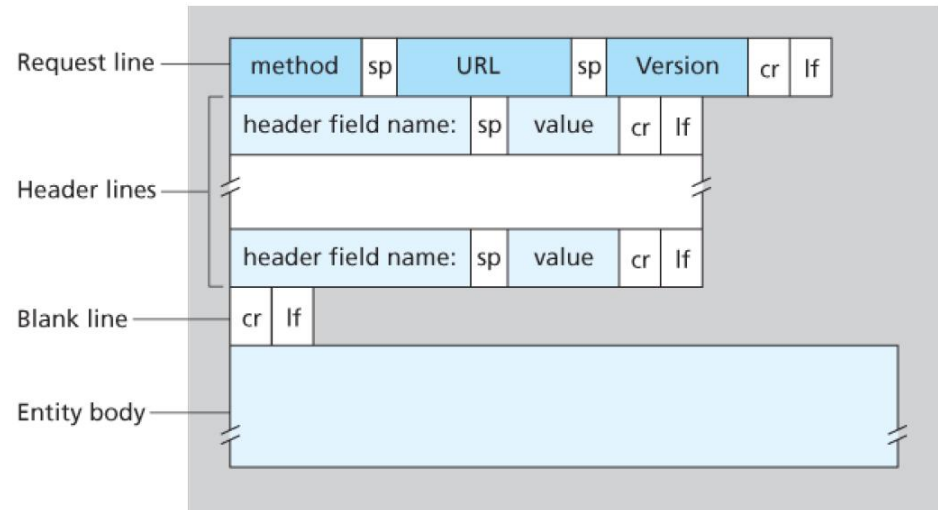 Request line method sp URL sp Version cr lf
header field name: sp value cr lf
Header lines
header field name: sp value cr lf
Blank line cr lf
Entity body